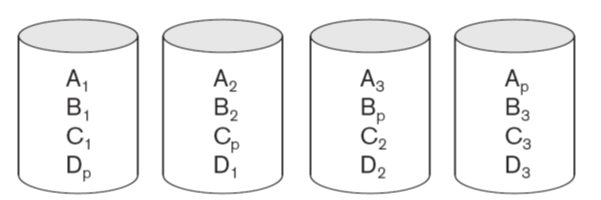 A₁
B₁
C₁
Dₚ
A₂
B₂
Cₚ
D₁
A₃
Bₚ
C₂
D₂
Aₚ
B₃
C₃
D₃